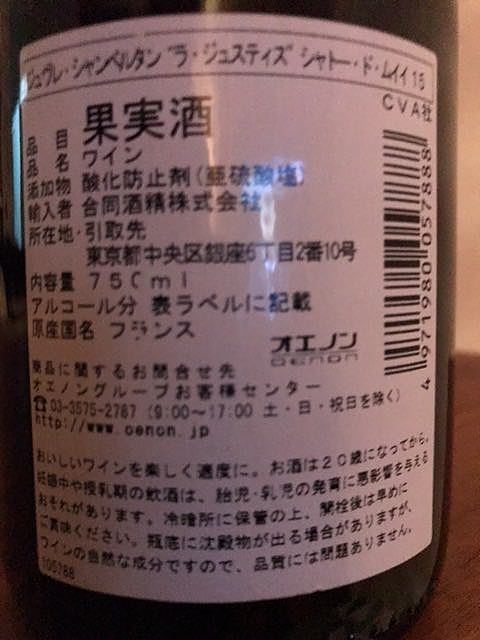 ジュヴレ・シャンベルタン "ラ・ジュスティズ" シャトー・ド・ムイイ 15
CVA社
品目 果実酒
品名 ワイン
添加物 酸化防止剤(亜硫酸塩)
輸入者 合同酒精株式会社
所在地・引取先
東京都中央区銀座6丁目2番10号
内容量 750ml
アルコール分 表ラベルに記載
原産国名 フランス
オエノン
OENON
商品に関するお問合せ先
オエノングループお客様センター
☎03-3575-2787 (9:00〜17:00 土・日・祝日を除く)
http://www.oenon.jp
おいしいワインを楽しく適度に。お酒は20歳になってから。
妊娠中や授乳期の飲酒は、胎児・乳児の発育に悪影響を与える
おそれがあります。冷暗所に保管の上、開栓後は早めに
ご賞味ください。瓶底に沈殿物が出る場合がありますが、
ワインの自然な成分ですので、品質には問題ありません。
105788
4 971980 057888